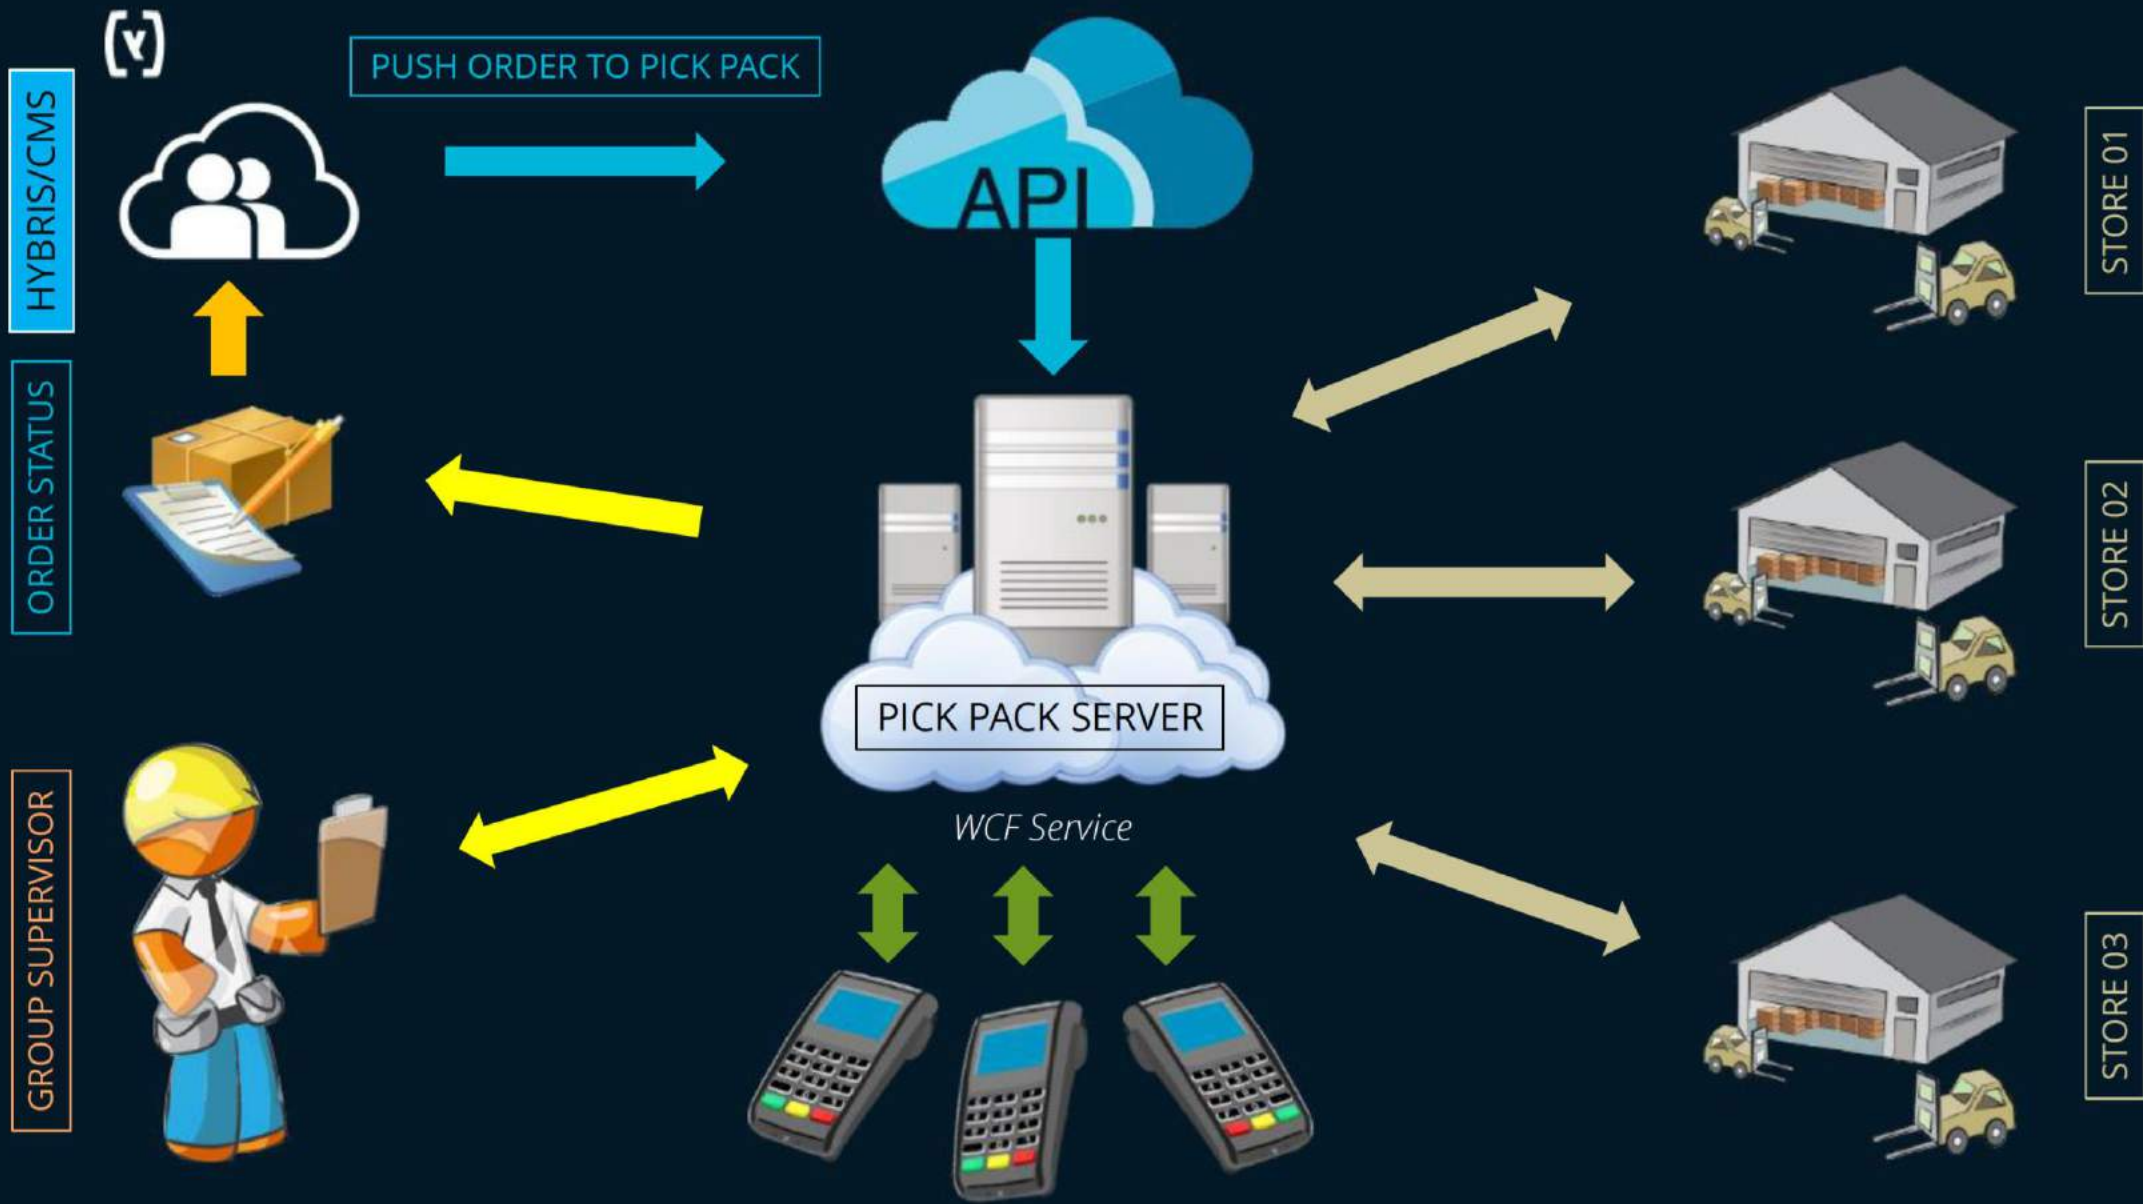 [y]
PUSH ORDER TO PICK PACK
HYBRIS/CMS
API
STORE 01
ORDER STATUS
STORE 02
PICK PACK SERVER
WCF Service
GROUP SUPERVISOR
STORE 03